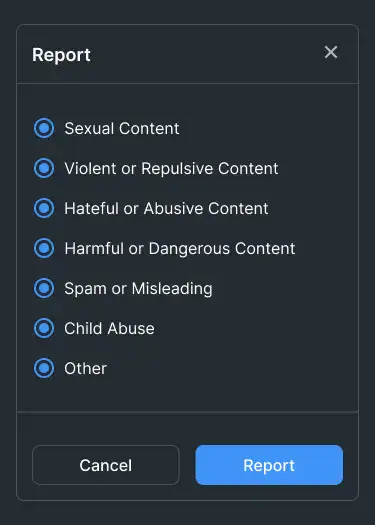 Report
Sexual Content
Violent or Repulsive Content
Hateful or Abusive Content
Harmful or Dangerous Content
Spam or Misleading
Child Abuse
Other
Cancel
Report